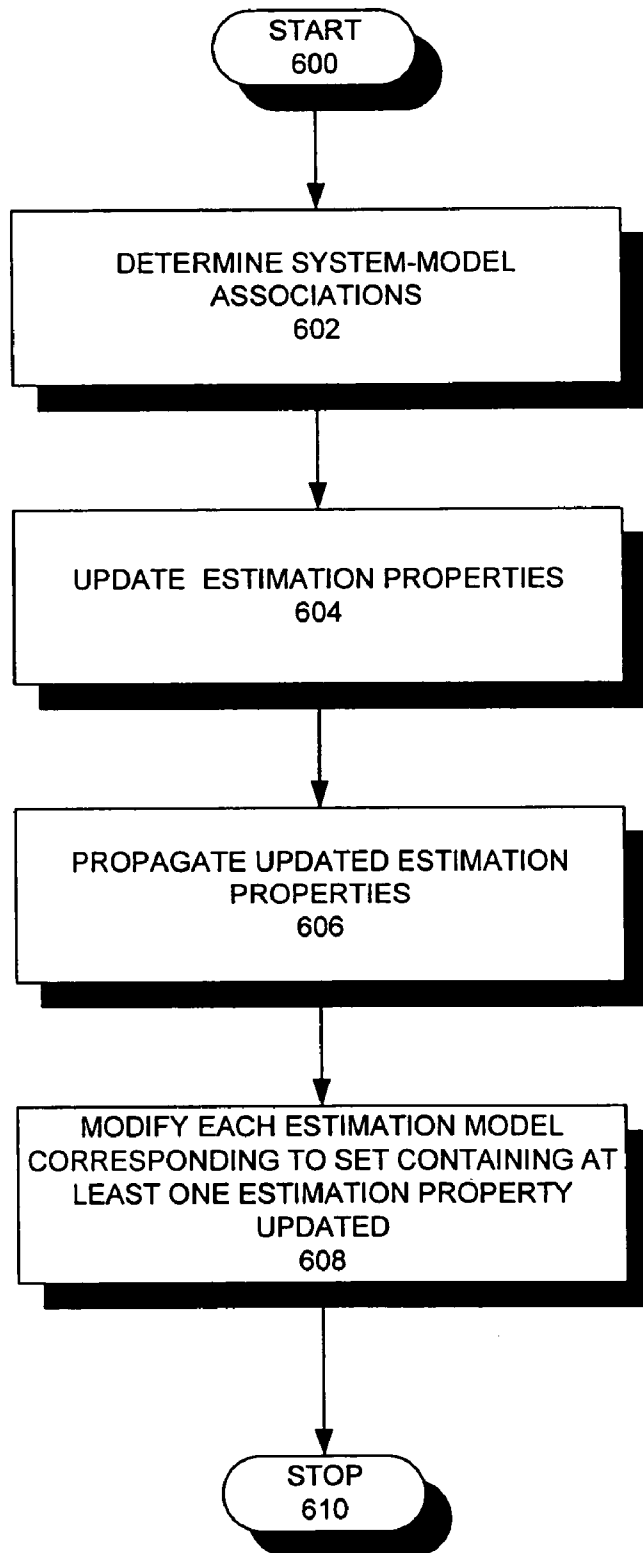 START
600
DETERMINE SYSTEM-MODEL
ASSOCIATIONS
602
UPDATE ESTIMATION PROPERTIES
604
PROPAGATE UPDATED ESTIMATION
PROPERTIES
606
MODIFY EACH ESTIMATION MODEL
CORRESPONDING TO SET CONTAINING AT
LEAST ONE ESTIMATION PROPERTY
UPDATED
608
STOP
610